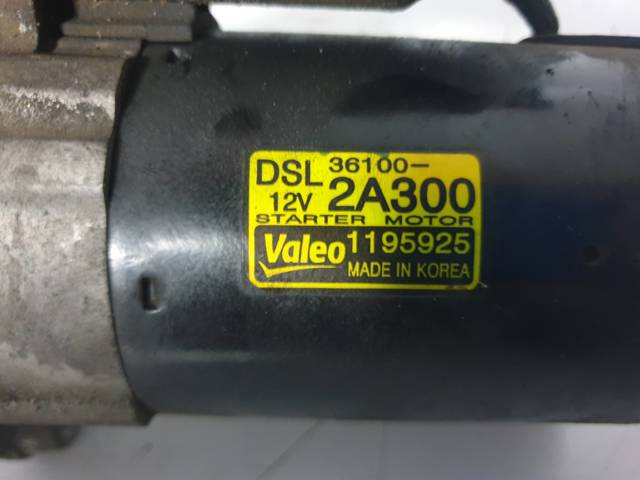 DSL 36100-
12V 2A300
STARTER MOTOR
Valeo 1195925
MADE IN KOREA